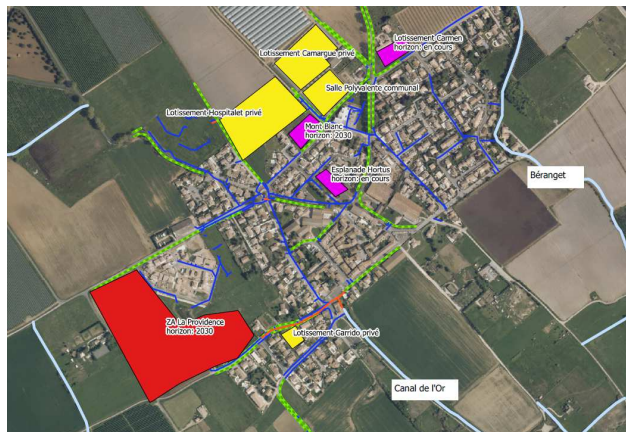 Lotissement Carmen
horizon: en cours
Lotissement Camargue privé
Salle Polyvalente communal
Lotissement Hospitalet privé
Mont Blanc
horizon: 2030
Esplanade Hortus
horizon: en cours
Béranget
ZA La Providence
horizon: 2030
Lotissement Garrido privé
Canal de l'Or